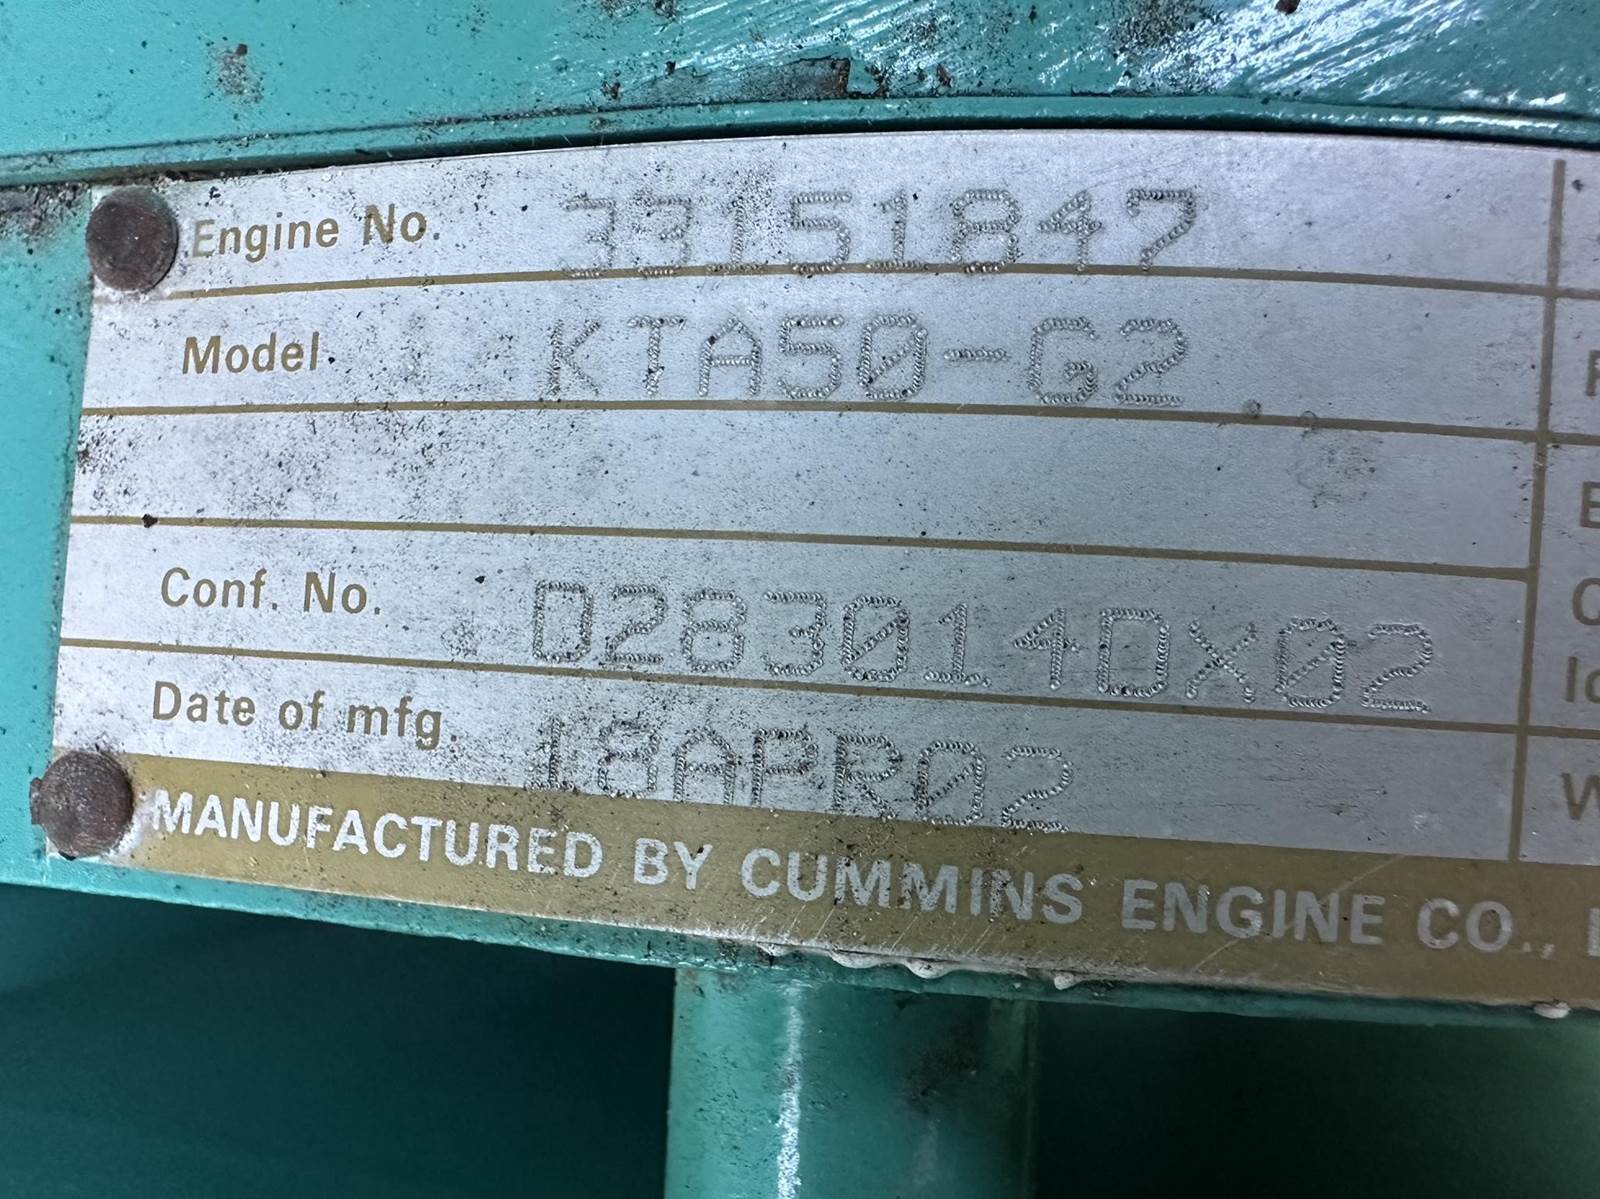 Engine No. 33151847
Model. KTA50-G2
Conf. No. D283014DX02
Date of mfg. 18APR02
MANUFACTURED BY CUMMINS ENGINE CO.,